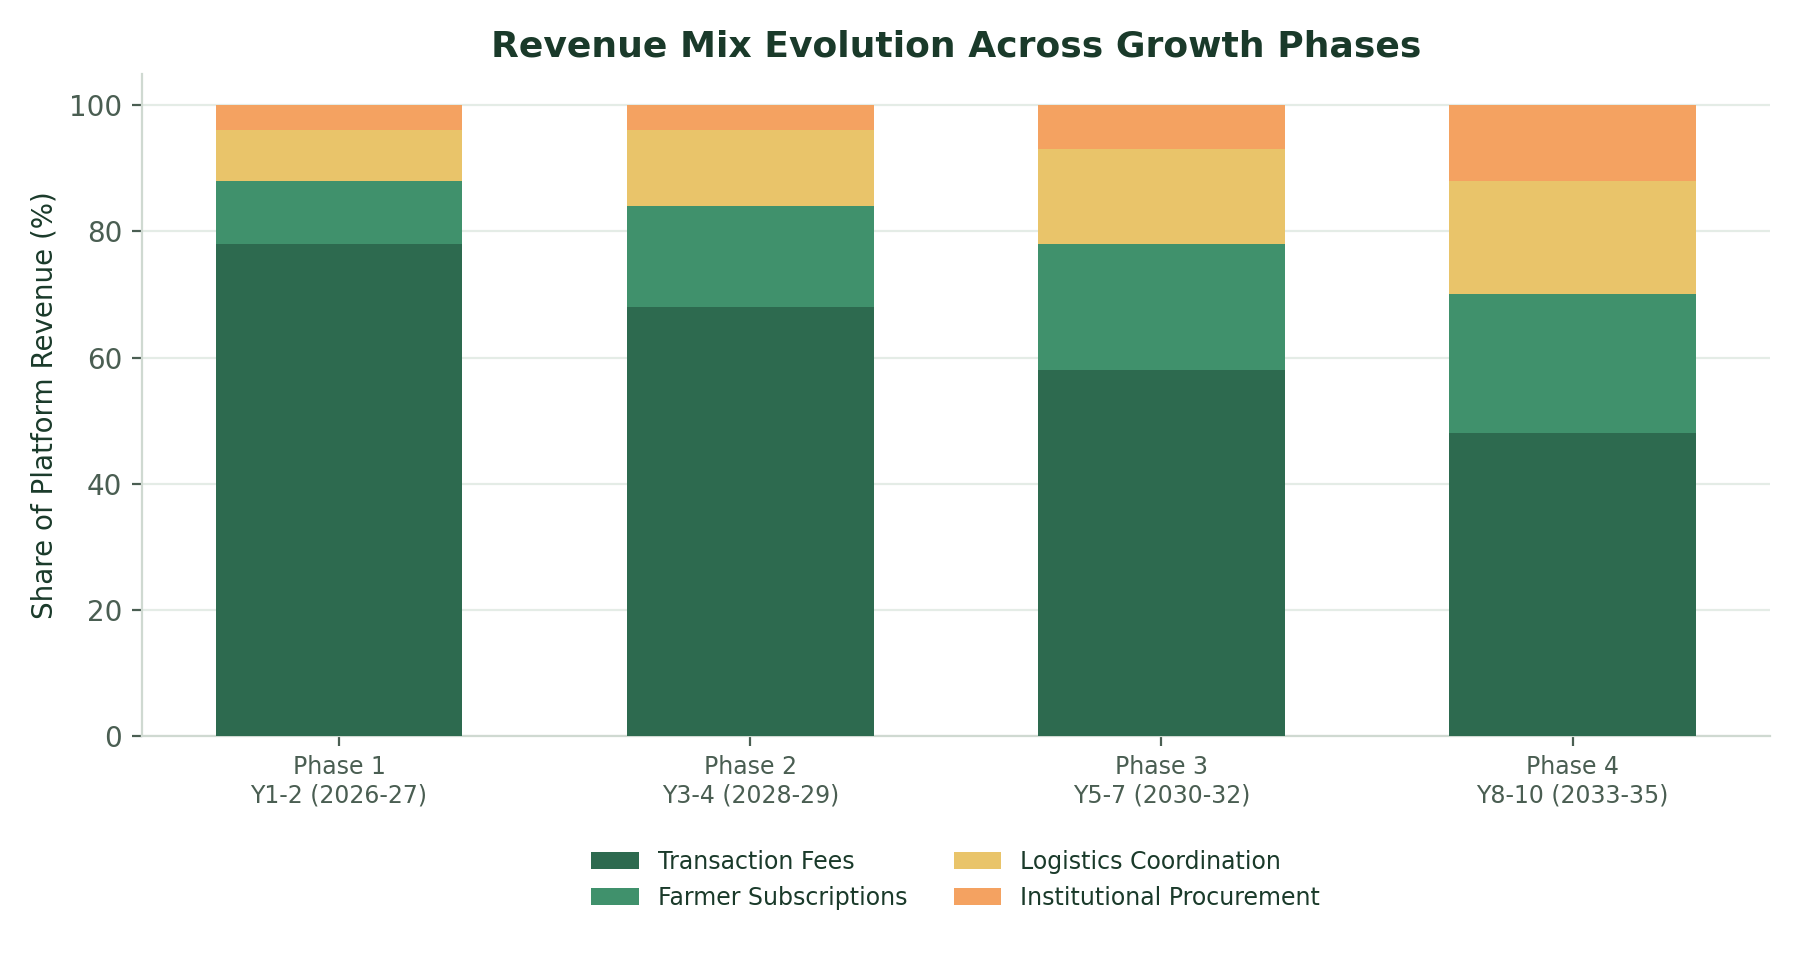 Revenue Mix Evolution Across Growth Phases
Share of Platform Revenue (%)
100
80
60
40
20
0
Phase 1
Y1-2 (2026-27)
Phase 2
Y3-4 (2028-29)
Phase 3
Y5-7 (2030-32)
Phase 4
Y8-10 (2033-35)
Transaction Fees
Farmer Subscriptions
Logistics Coordination
Institutional Procurement